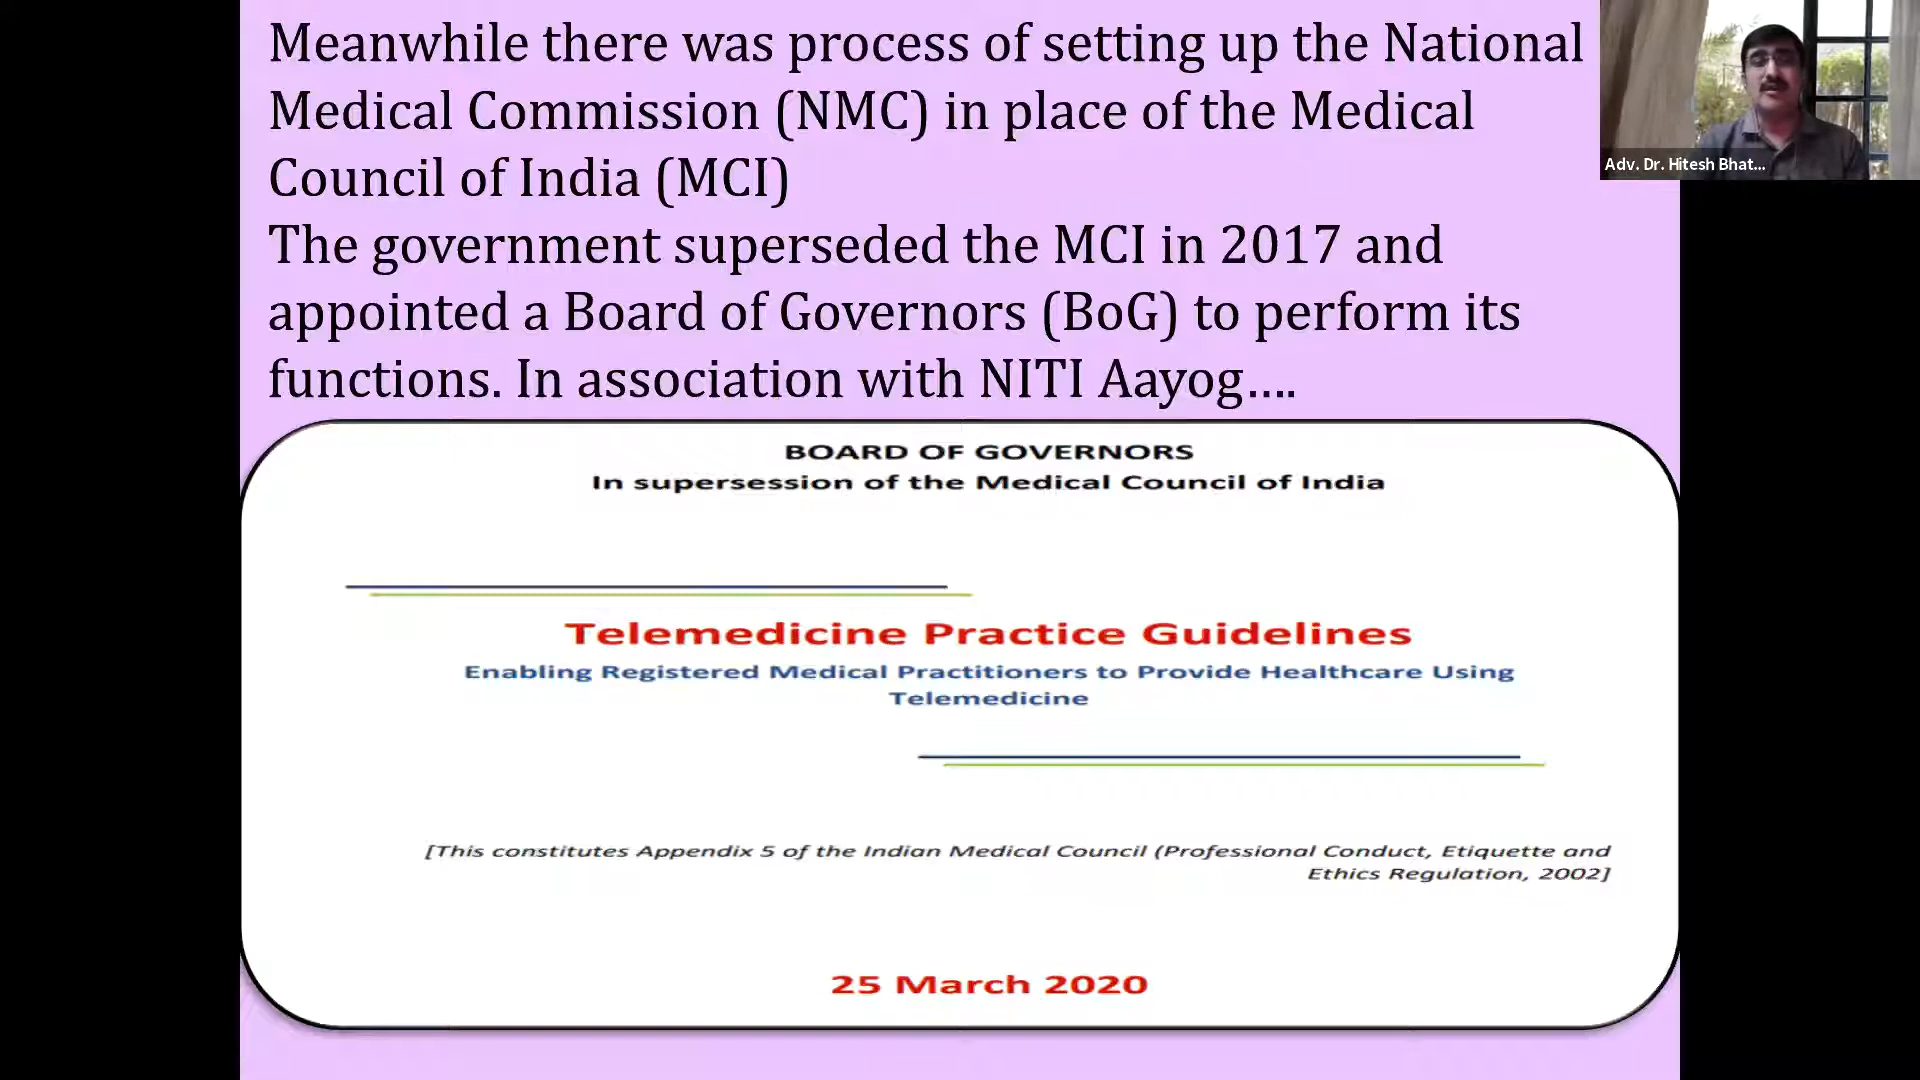 Meanwhile there was process of setting up the National
Medical Commission (NMC) in place of the Medical
Council of India (MCI)
The government superseded the MCI in 2017 and
appointed a Board of Governors (BoG) to perform its
functions. In association with NITI Aayog....
Adv. Dr. Hitesh Bhat...
BOARD OF GOVERNORS
In supersession of the Medical Council of India
Telemedicine Practice Guidelines
Enabling Registered Medical Practitioners to Provide Healthcare Using
Telemedicine
[This constitutes Appendix 5 of the Indian Medical Council (Professional Conduct, Etiquette and
Ethics Regulation, 2002]
25 March 2020